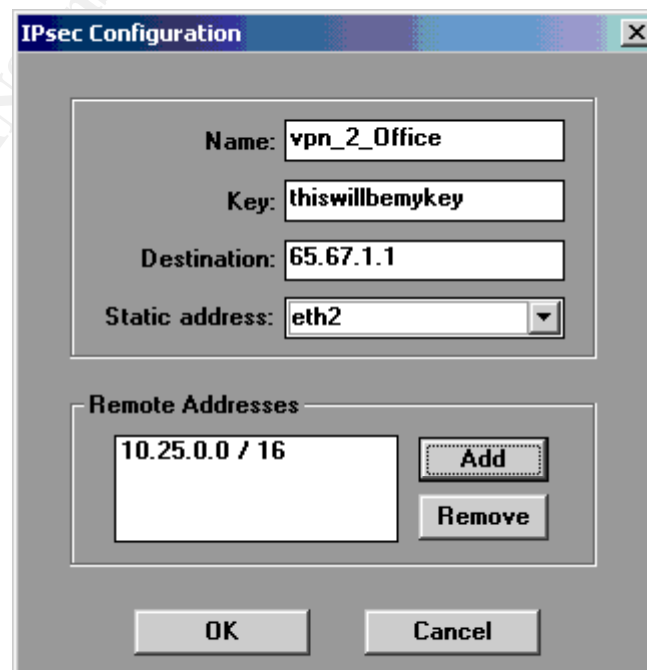 IPsec Configuration
Name: vpn_2_Office
Key: thiswillbemykey
Destination: 65.67.1.1
Static address: eth2
Remote Addresses
10.25.0.0 / 16
Add
Remove
OK
Cancel